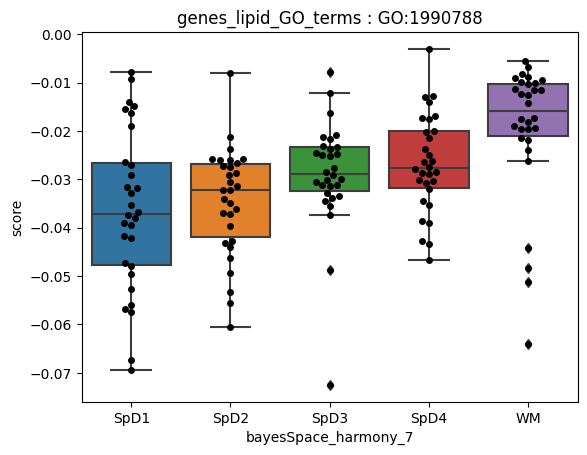 genes_lipid_GO_terms : GO:1990788
0.00
−0.01
−0.02
−0.03
−0.04
−0.05
−0.06
−0.07
score
SpD1 SpD2 SpD3 SpD4 WM
bayesSpace_harmony_7